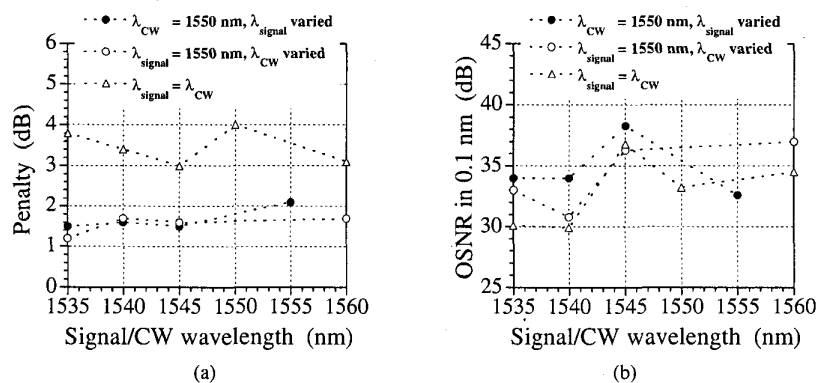 λCW = 1550 nm, λsignal varied
λsignal = 1550 nm, λCW varied
λsignal = λCW
Penalty (dB)
6
5
4
3
2
1
0
1535 1540 1545 1550 1555 1560
Signal/CW wavelength (nm)
(a)
λCW = 1550 nm, λsignal varied
λsignal = 1550 nm, λCW varied
λsignal = λCW
OSNR in 0.1 nm (dB)
45
40
35
30
25
1535 1540 1545 1550 1555 1560
Signal/CW wavelength (nm)
(b)